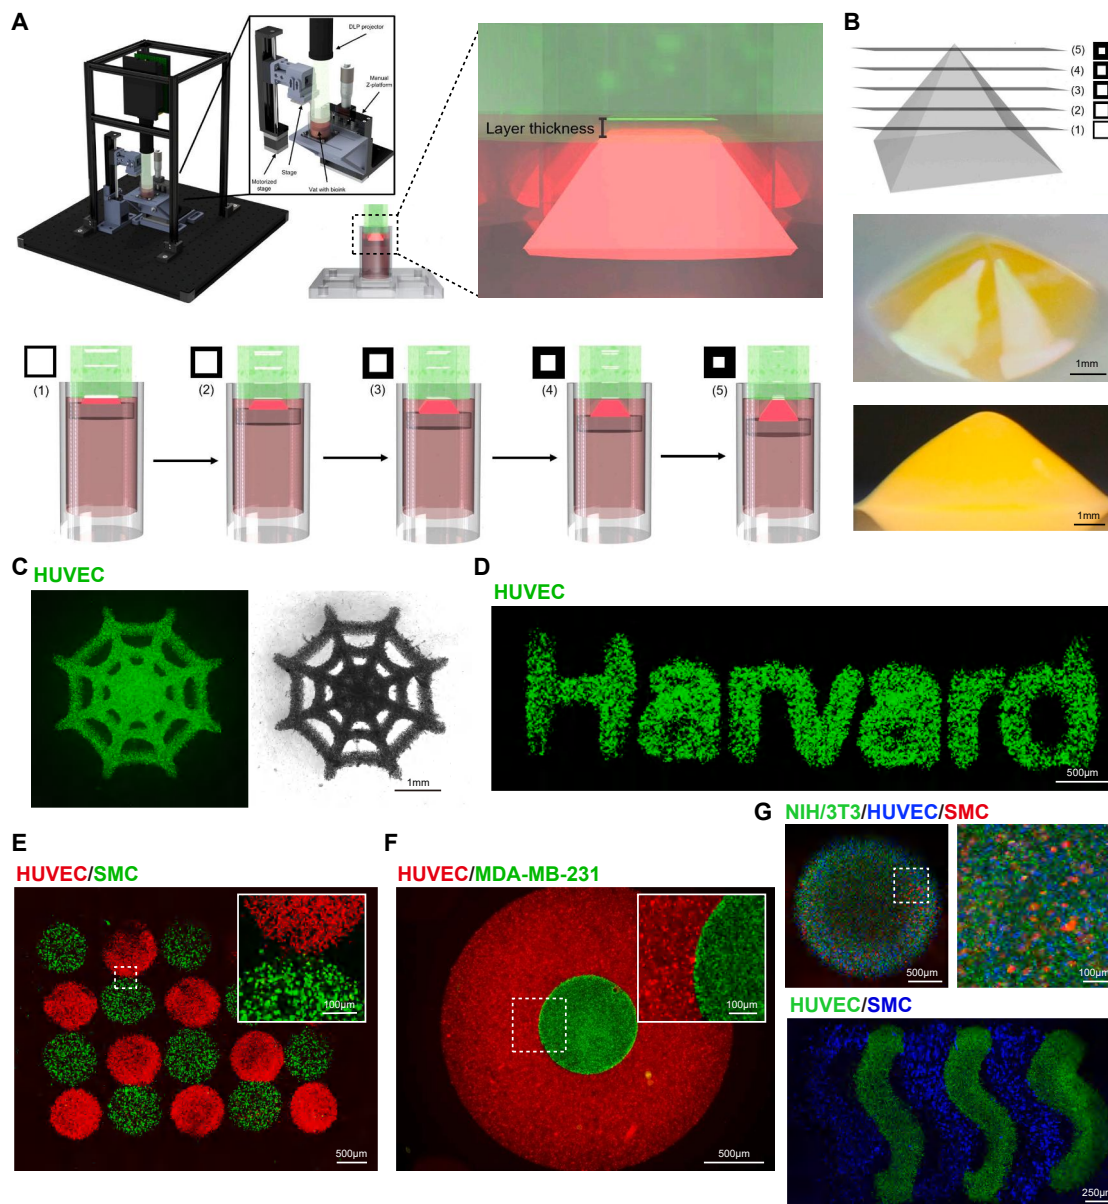 A
DLP projector
Manual
Z-platform
Motorized
stage
Stage
Vat with bioink
Layer thickness
B
(5)
(4)
(3)
(2)
(1)
1mm
1mm
(1)
(2)
(3)
(4)
(5)
C
HUVEC
1mm
D
HUVEC
Harvard
500µm
E
HUVEC/SMC
100µm
500µm
F
HUVEC/MDA-MB-231
100µm
500µm
G
NIH/3T3/HUVEC/SMC
500µm
100µm
HUVEC/SMC
250µm